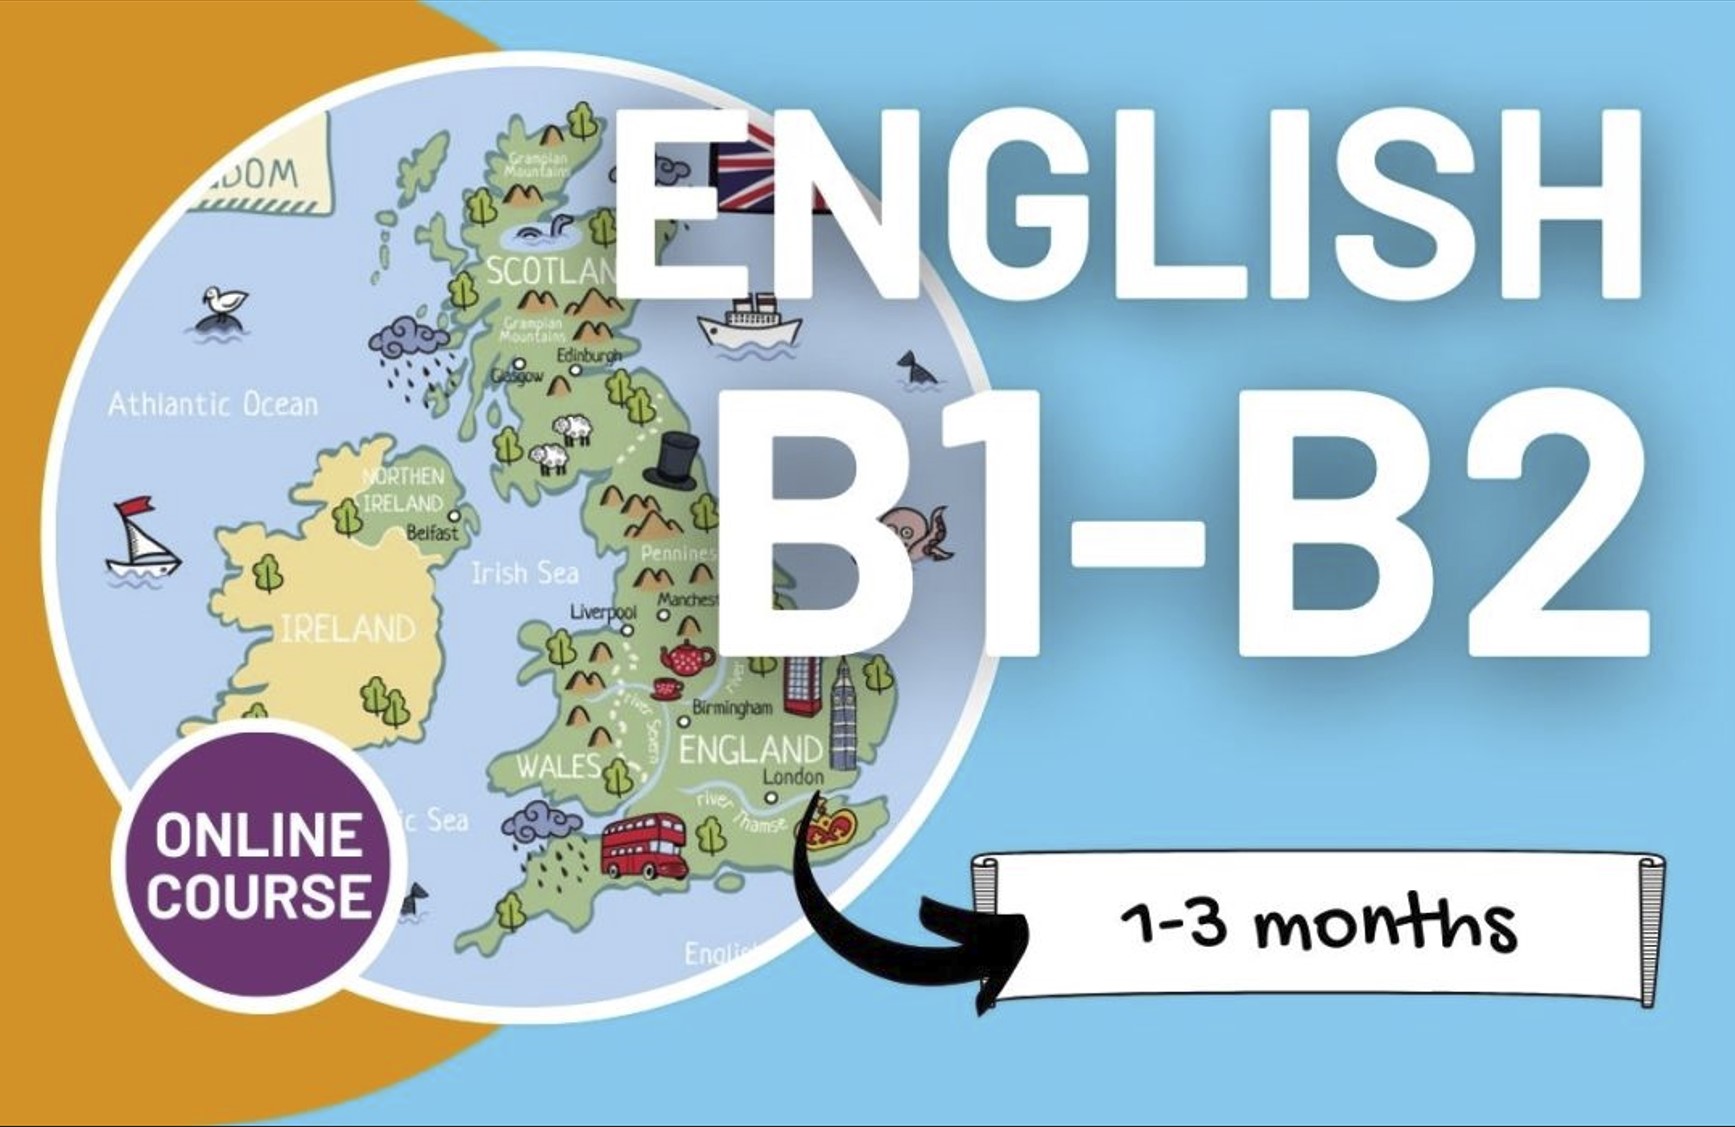 ENGLISH
B1-B2
1-3 months
ONLINE
COURSE
DOM
Grampian
Mountains
SCOTLAN
Grampian
Mountains
Edinburgh
Glasgow
Athlantic Ocean
NORTHEN
IRELAND
Belfast
Irish Sea
Pennines
IRELAND
Liverpool
Manchest
river
Birmingham
river Severn
ENGLAND
WALES
London
river Thamse
ic Sea
Englis